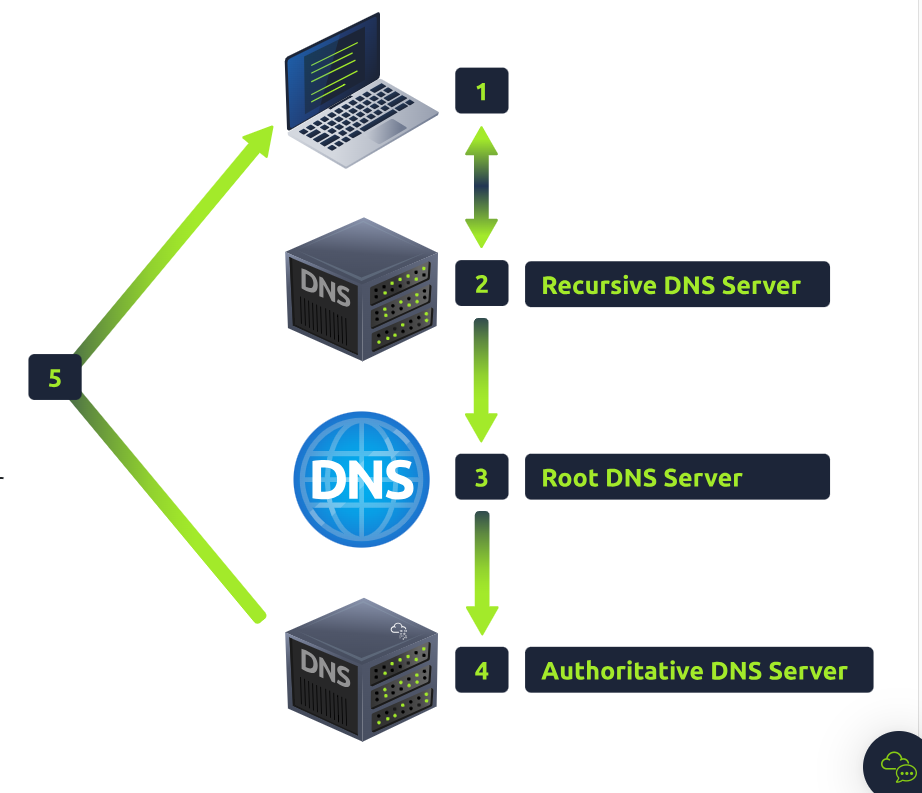 1
DNS
2
Recursive DNS Server
5
DNS
3
Root DNS Server
DNS
4
Authoritative DNS Server